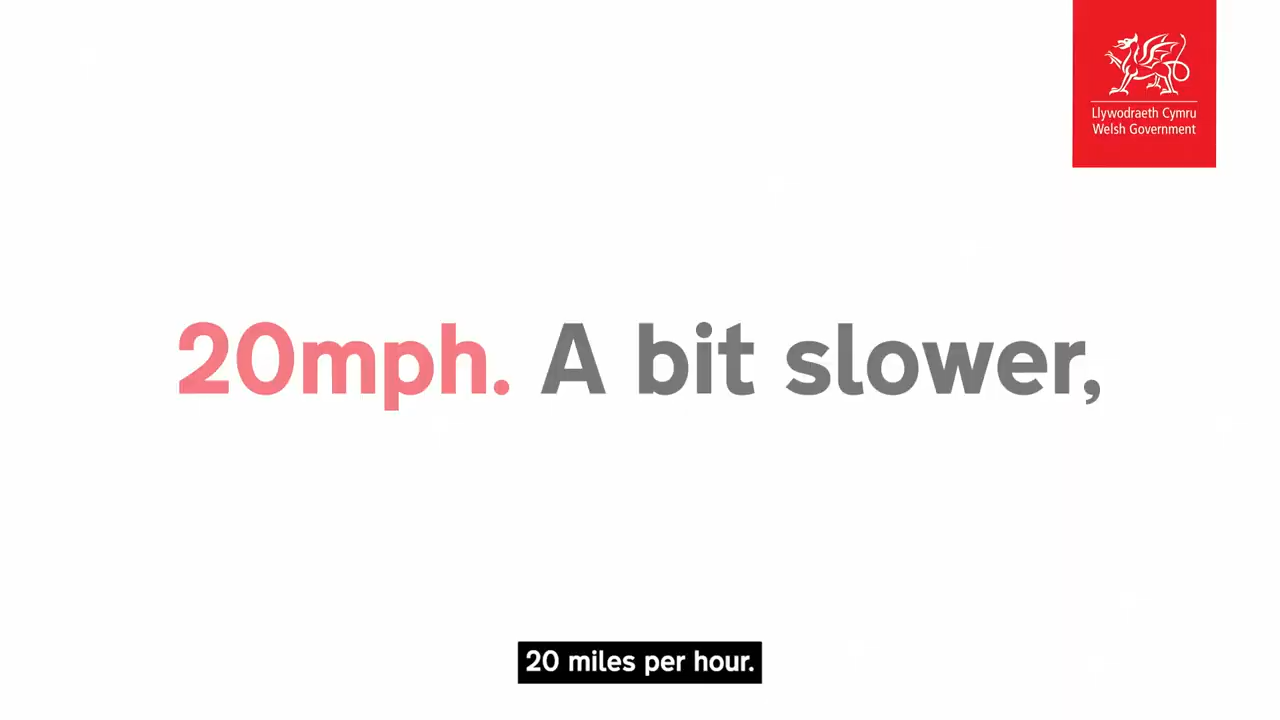 Llywodraeth Cymru
Welsh Government
20mph. A bit slower,
20 miles per hour.